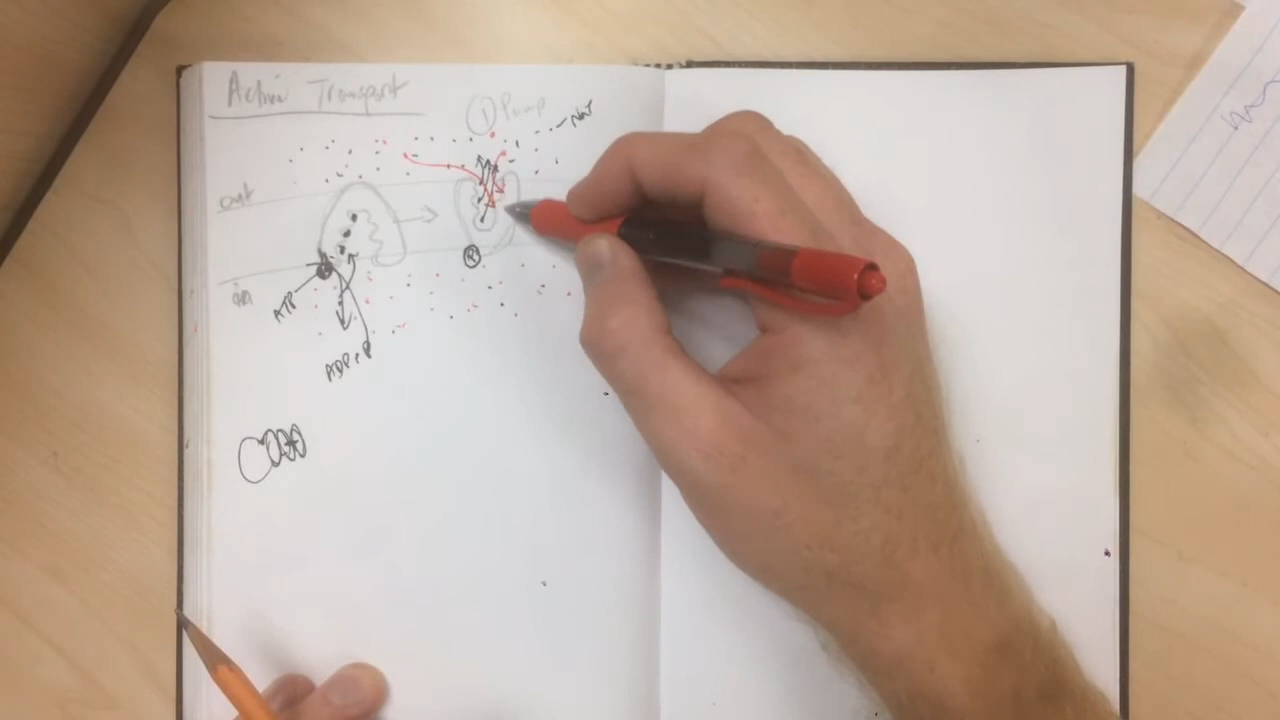 Active Transport
① Pump
Na+
out
P
in
ATP
ADP+P